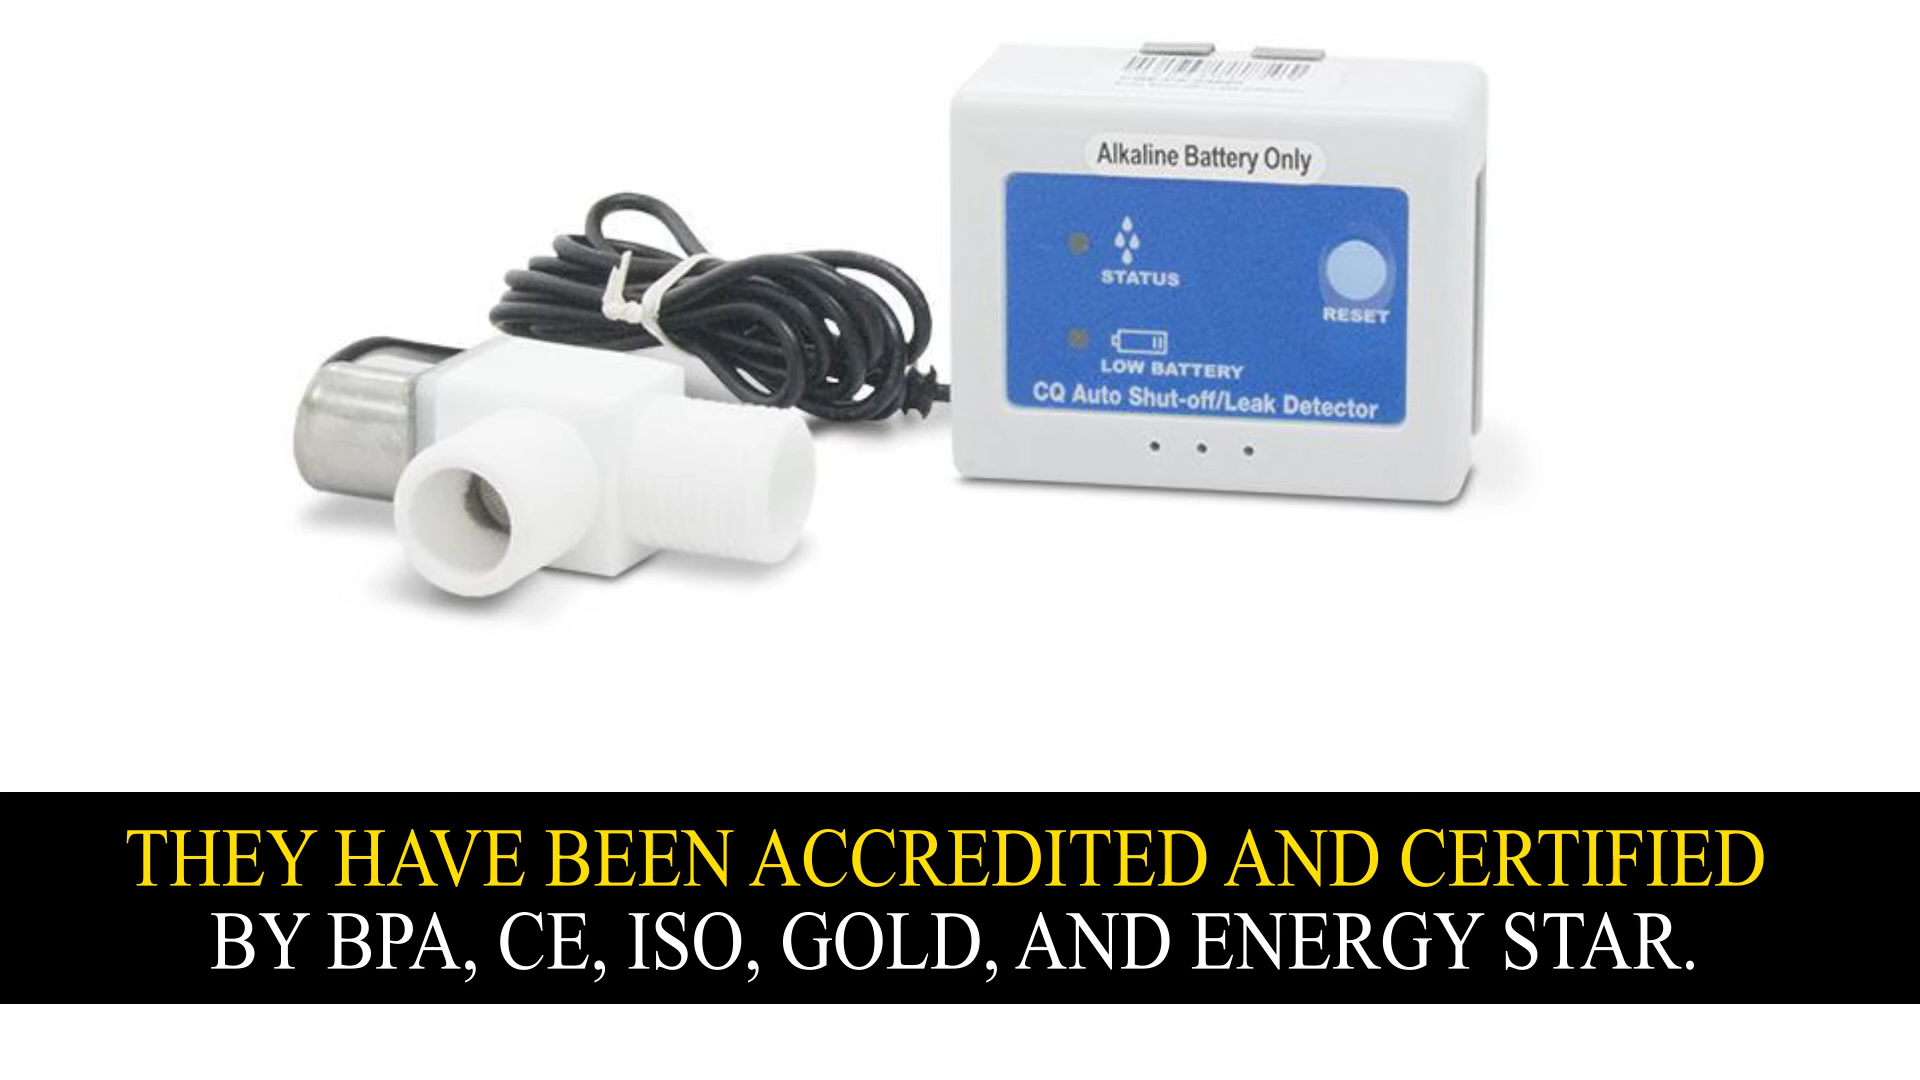 Alkaline Battery Only
STATUS
RESET
LOW BATTERY
CQ Auto Shut-off/Leak Detector
THEY HAVE BEEN ACCREDITED AND CERTIFIED
BY BPA, CE, ISO, GOLD, AND ENERGY STAR.